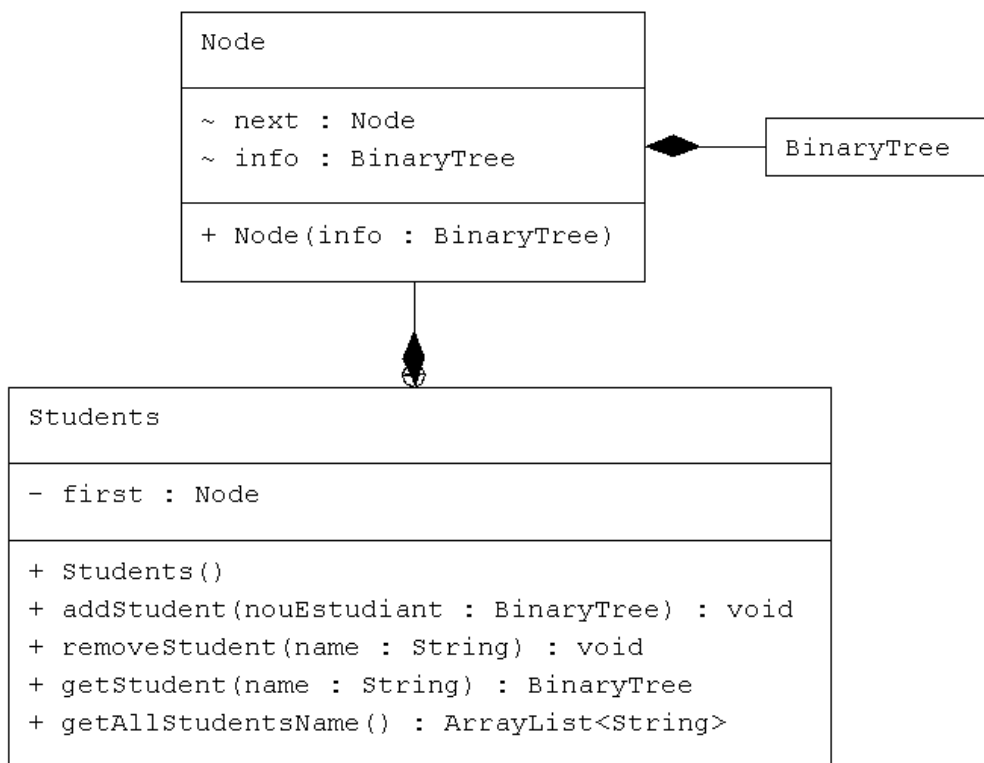 Node
~ next : Node
~ info : BinaryTree
+ Node(info : BinaryTree)
BinaryTree
Students
- first : Node
+ Students()
+ addStudent(nouEstudiant : BinaryTree) : void
+ removeStudent(name : String) : void
+ getStudent(name : String) : BinaryTree
+ getAllStudentsName() : ArrayList<String>